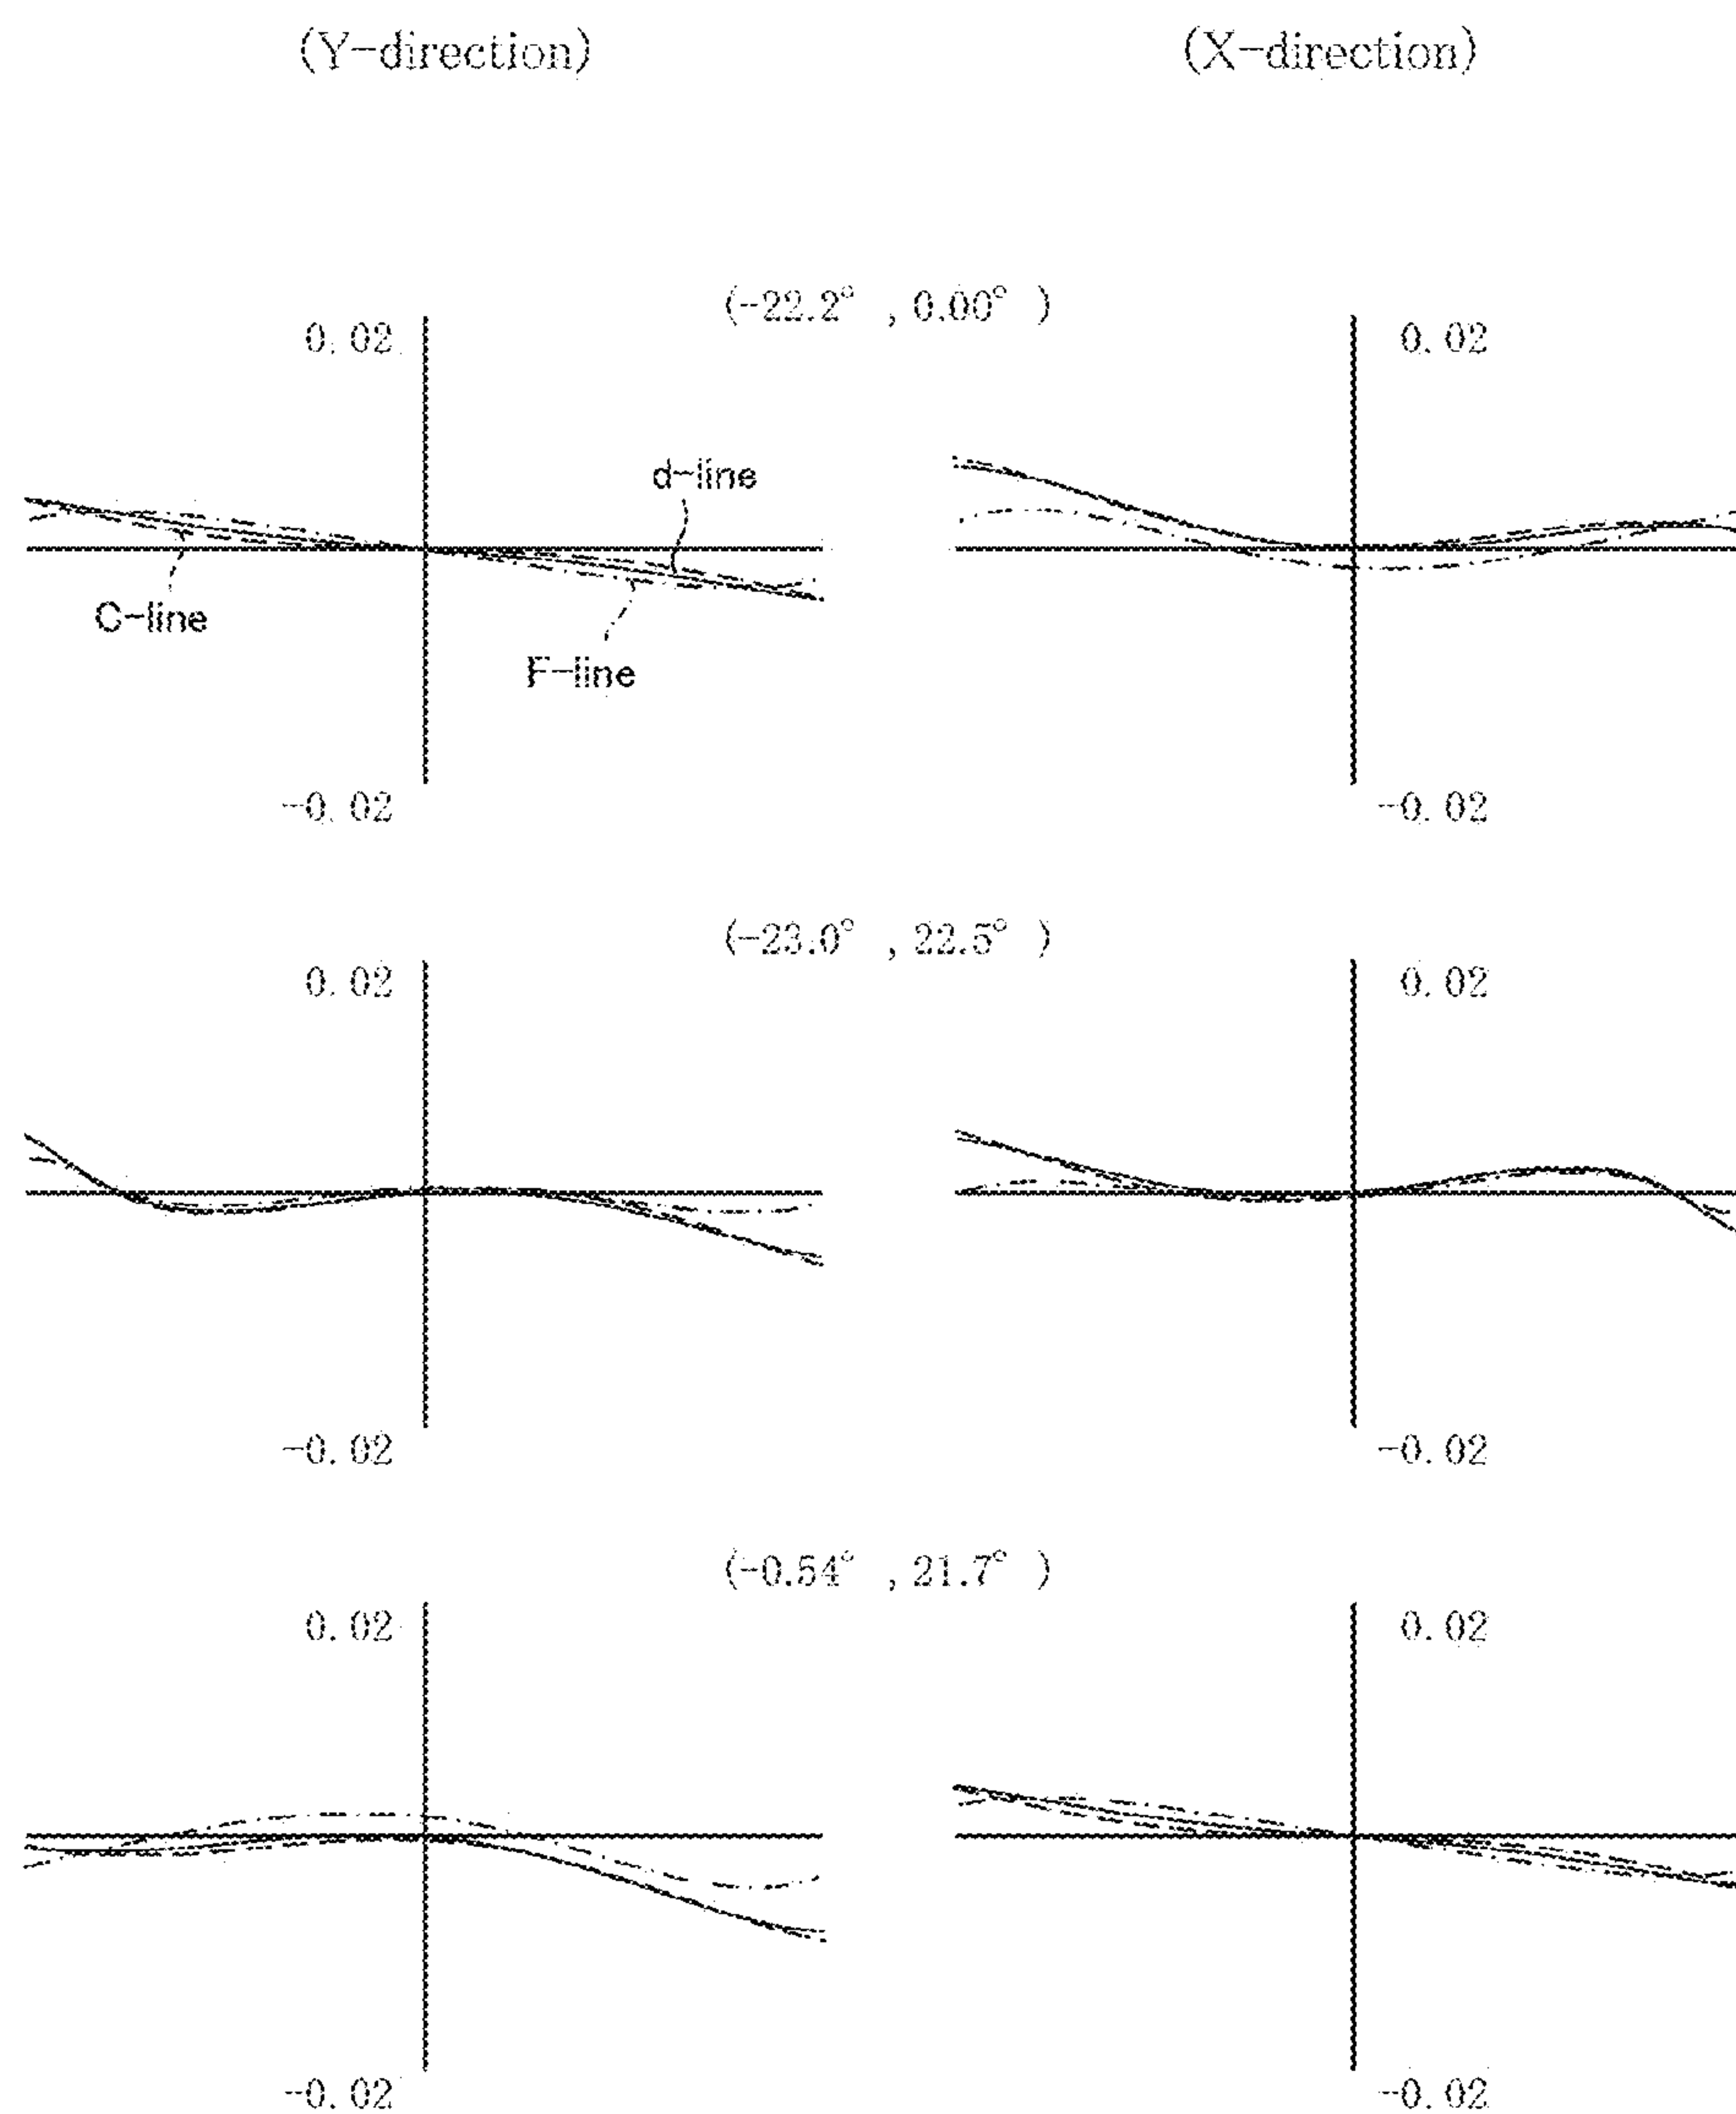 (Y-direction) (X-direction)
(-22.2° , 0.00° )
0.02 0.02
d-line
C-line
F-line
-0.02 -0.02
(-23.0° , 22.5° )
0.02 0.02
-0.02 -0.02
(-0.54° , 21.7° )
0.02 0.02
-0.02 -0.02